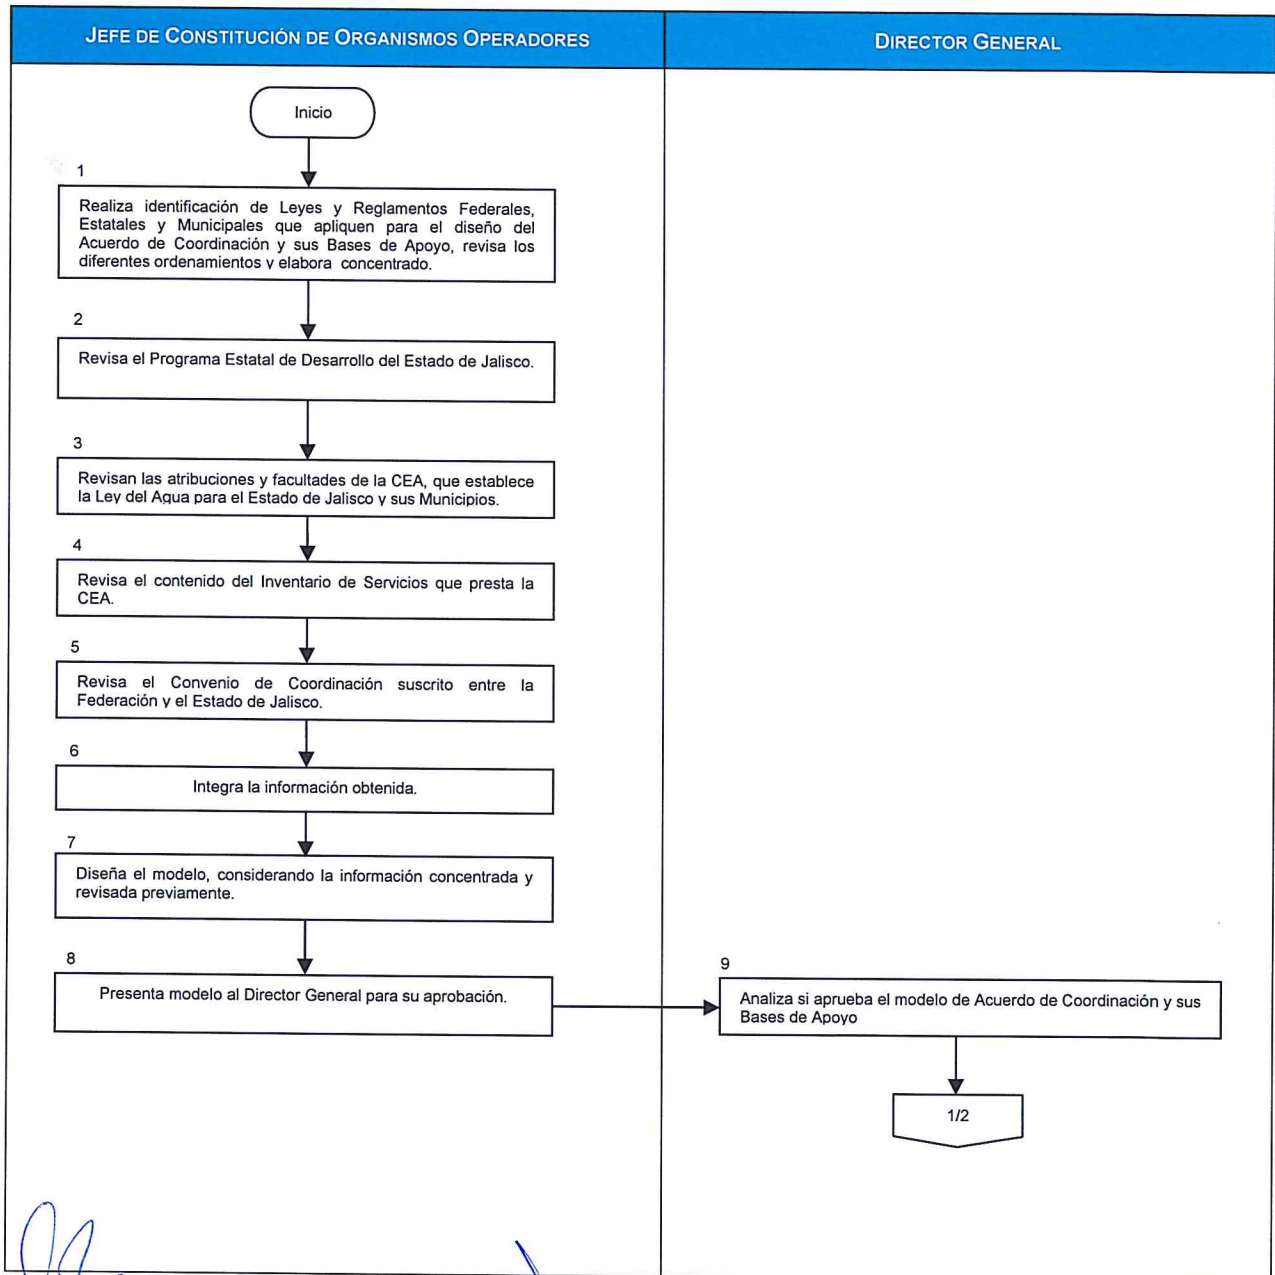 JEFE DE CONSTITUCIÓN DE ORGANISMOS OPERADORES
DIRECTOR GENERAL
Inicio
1
Realiza identificación de Leyes y Reglamentos Federales,
Estatales y Municipales que apliquen para el diseño del
Acuerdo de Coordinación y sus Bases de Apoyo, revisa los
diferentes ordenamientos y elabora concentrado.
2
Revisa el Programa Estatal de Desarrollo del Estado de Jalisco.
3
Revisan las atribuciones y facultades de la CEA, que establece
la Ley del Agua para el Estado de Jalisco y sus Municipios.
4
Revisa el contenido del Inventario de Servicios que presta la
CEA.
5
Revisa el Convenio de Coordinación suscrito entre la
Federación y el Estado de Jalisco.
6
Integra la información obtenida.
7
Diseña el modelo, considerando la información concentrada y
revisada previamente.
8
Presenta modelo al Director General para su aprobación.
9
Analiza si aprueba el modelo de Acuerdo de Coordinación y sus
Bases de Apoyo
1/2